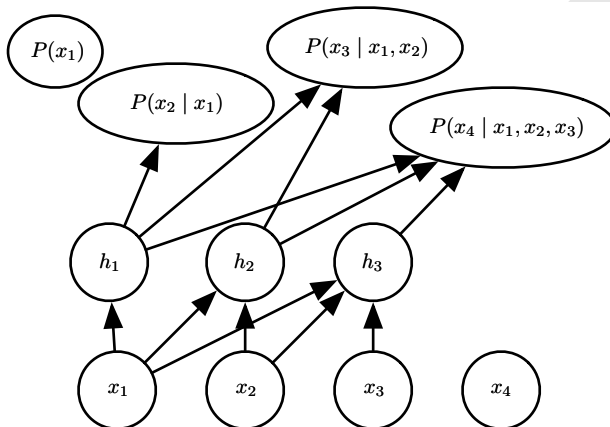 P(x₁)
P(x₃ | x₁, x₂)
P(x₂ | x₁)
P(x₄ | x₁, x₂, x₃)
h₁ h₂ h₃
x₁ x₂ x₃ x₄